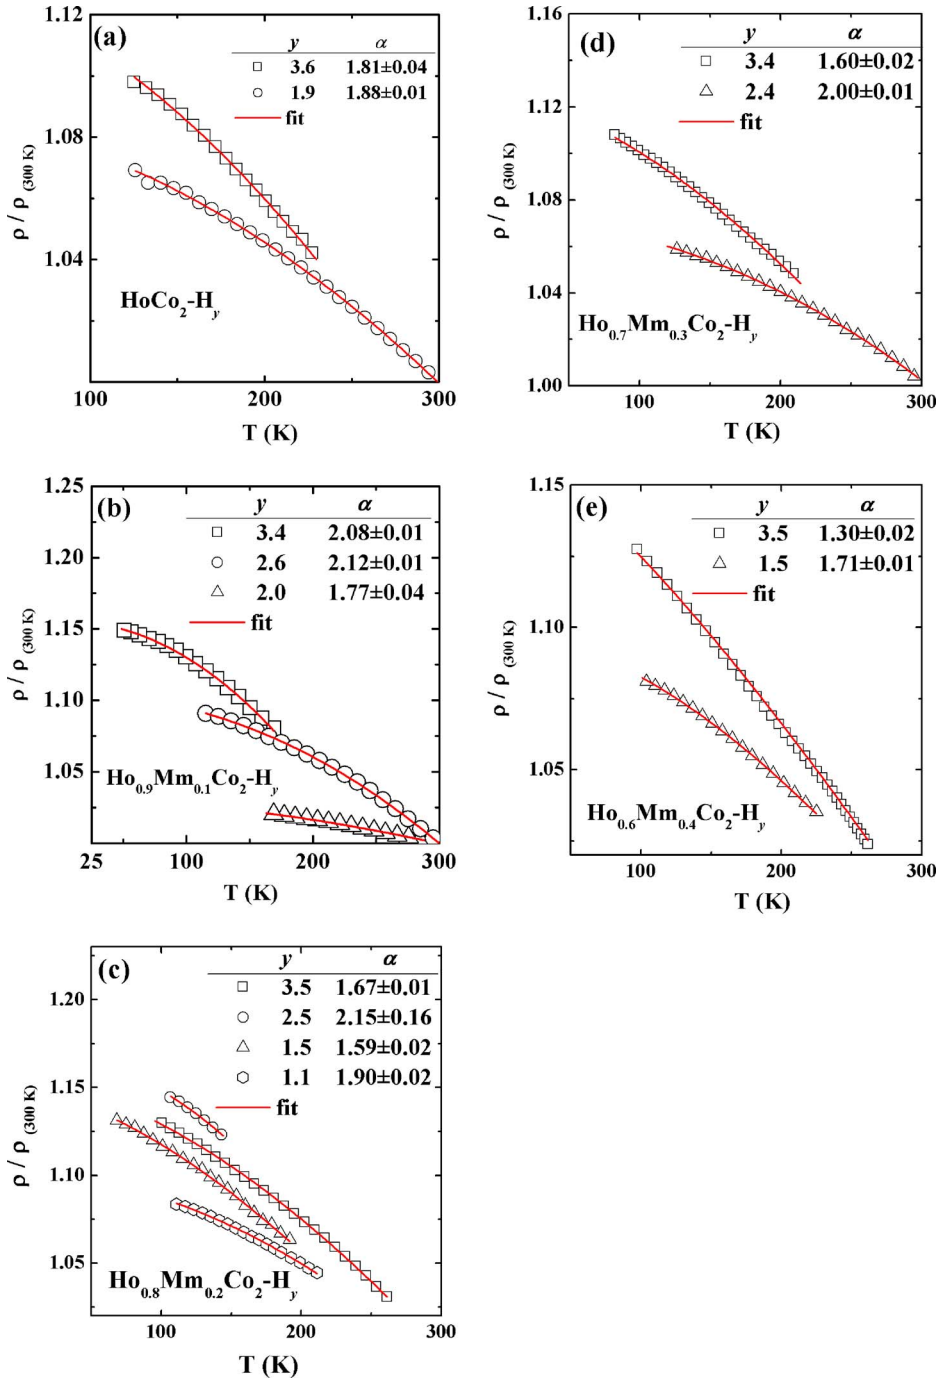 (a)
y α
3.6 1.81±0.04
1.9 1.88±0.01
fit
1.12
1.08
1.04
ρ / ρ (300 K)
HoCo2-Hy
100 200 300
T (K)
(d)
y α
3.4 1.60±0.02
2.4 2.00±0.01
fit
1.16
1.12
1.08
1.04
1.00
ρ / ρ (300 K)
Ho0.7Mm0.3Co2-Hy
100 200 300
T (K)
(b)
y α
3.4 2.08±0.01
2.6 2.12±0.01
2.0 1.77±0.04
fit
1.25
1.20
1.15
1.10
1.05
ρ / ρ (300 K)
Ho0.9Mm0.1Co2-Hy
25 100 200 300
T (K)
(e)
y α
3.5 1.30±0.02
1.5 1.71±0.01
fit
1.15
1.10
1.05
ρ / ρ (300 K)
Ho0.6Mm0.4Co2-Hy
100 200 300
T (K)
(c)
y α
3.5 1.67±0.01
2.5 2.15±0.16
1.5 1.59±0.02
1.1 1.90±0.02
fit
1.20
1.15
1.10
1.05
ρ / ρ (300 K)
Ho0.8Mm0.2Co2-Hy
100 200 300
T (K)